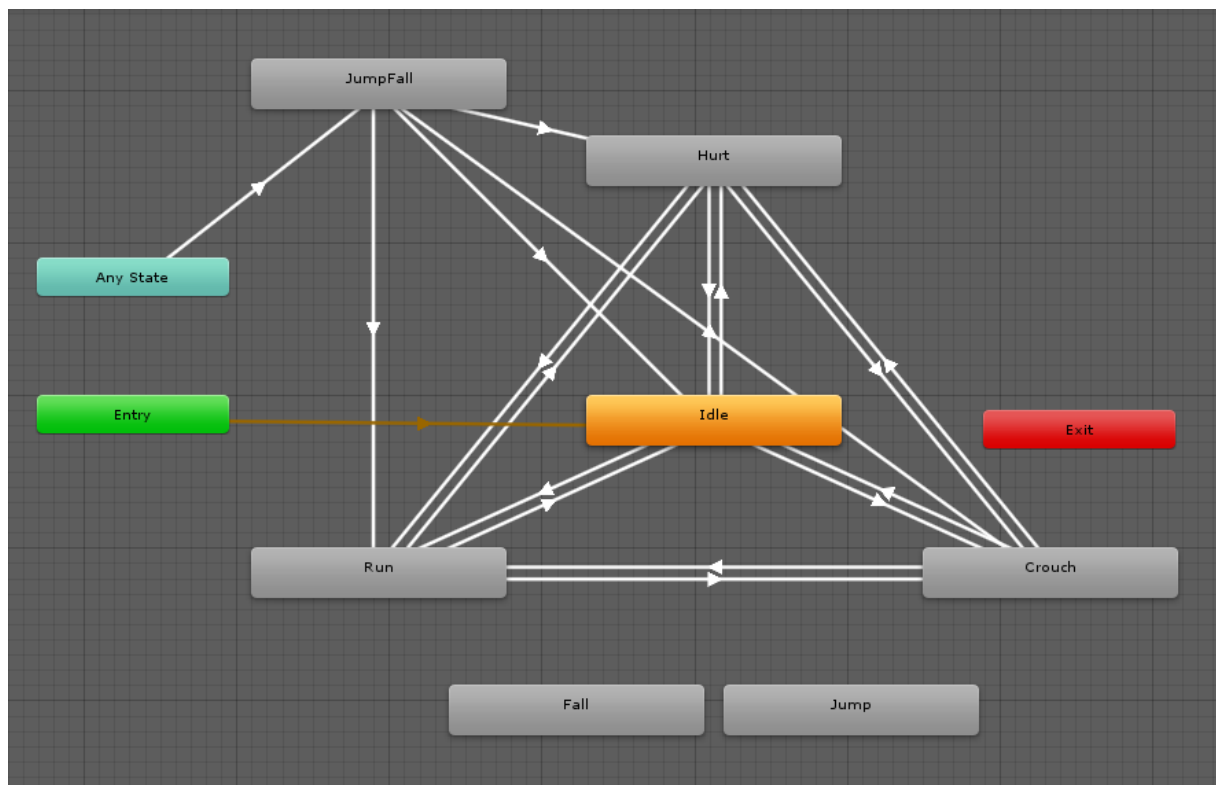 JumpFall
Hurt
Any State
Entry
Idle
Exit
Run
Crouch
Fall
Jump